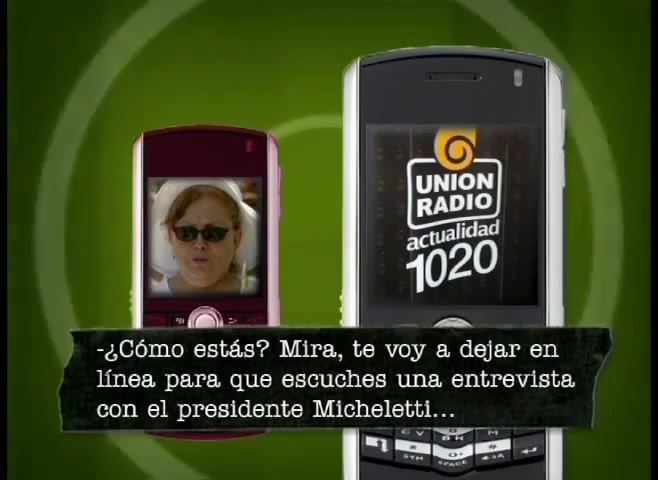 UNION
RADIO
actualidad
1020
-¿Cómo estás? Mira, te voy a dejar en
línea para que escuches una entrevista
con el presidente Micheletti...